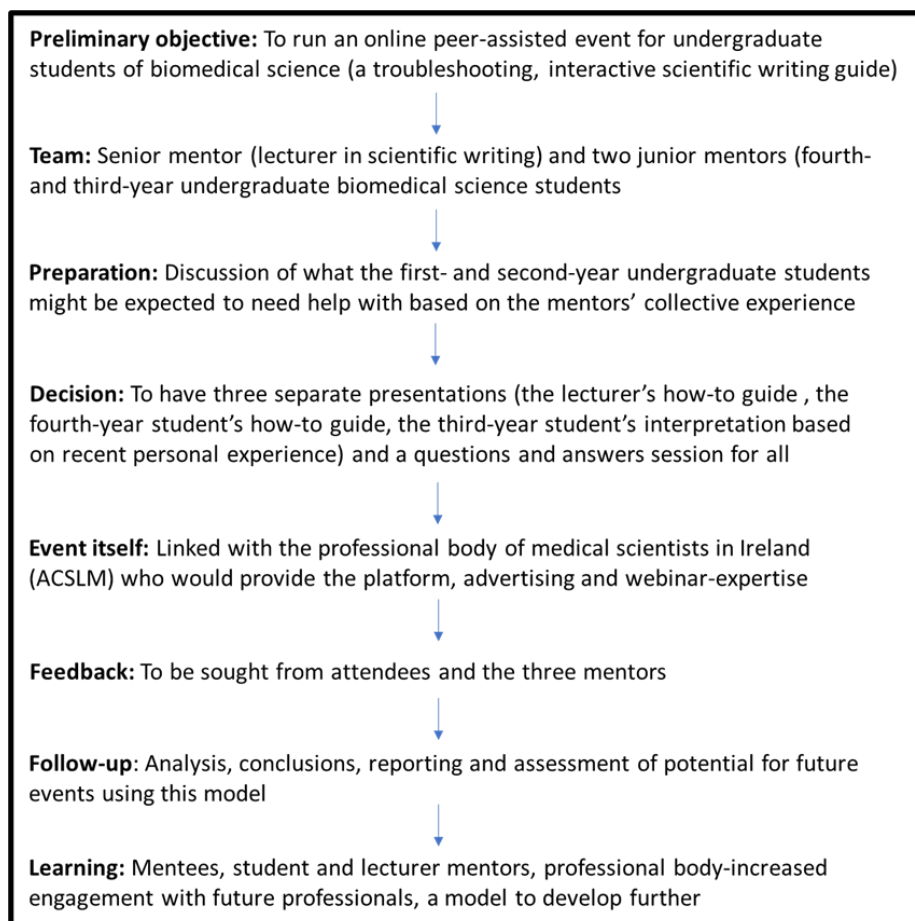 Preliminary objective: To run an online peer-assisted event for undergraduate
students of biomedical science (a troubleshooting, interactive scientific writing guide)
Team: Senior mentor (lecturer in scientific writing) and two junior mentors (fourth-
and third-year undergraduate biomedical science students
Preparation: Discussion of what the first- and second-year undergraduate students
might be expected to need help with based on the mentors’ collective experience
Decision: To have three separate presentations (the lecturer’s how-to guide , the
fourth-year student’s how-to guide, the third-year student’s interpretation based
on recent personal experience) and a questions and answers session for all
Event itself: Linked with the professional body of medical scientists in Ireland
(ACSLM) who would provide the platform, advertising and webinar-expertise
Feedback: To be sought from attendees and the three mentors
Follow-up: Analysis, conclusions, reporting and assessment of potential for future
events using this model
Learning: Mentees, student and lecturer mentors, professional body-increased
engagement with future professionals, a model to develop further